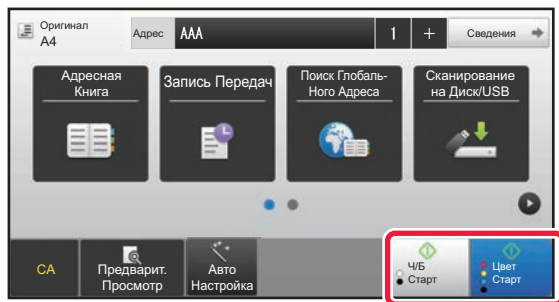 Оригинал
A4
Адрес
AAA
1
+
Сведения
Адресная
Книга
Запись Передач
Поиск Глобаль-
Ного Адреса
Сканирование
на Диск/USB
CA
Предварит.
Просмотр
Авто
Настройка
Ч/Б
Старт
Цвет
Старт